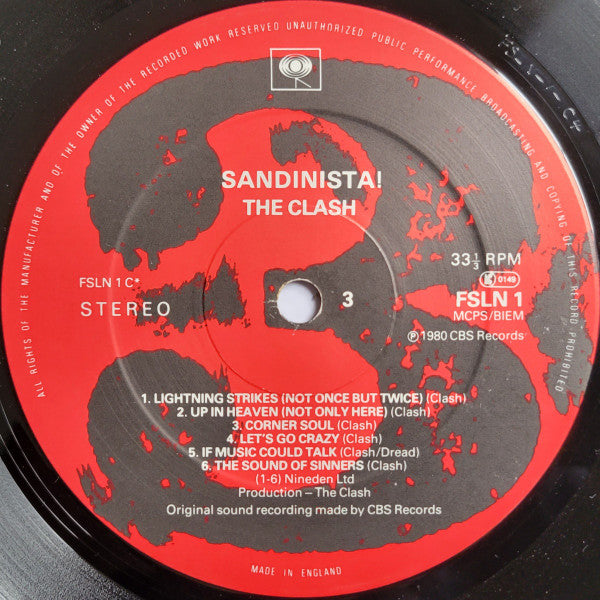 ALL RIGHTS OF THE MANUFACTURER AND OF THE OWNER OF THE RECORDED WORK RESERVED UNAUTHORIZED PUBLIC PERFORMANCE BROADCASTING AND COPYING OF THIS RECORD PROHIBITED
SANDINISTA!
THE CLASH
33⅓ RPM
FSLN 1 C*
STEREO
3
0149
FSLN 1
MCPS/BIEM
℗ 1980 CBS Records
1. LIGHTNING STRIKES (NOT ONCE BUT TWICE) (Clash)
2. UP IN HEAVEN (NOT ONLY HERE) (Clash)
3. CORNER SOUL (Clash)
4. LET'S GO CRAZY (Clash)
5. IF MUSIC COULD TALK (Clash/Dread)
6. THE SOUND OF SINNERS (Clash)
(1-6) Nineden Ltd
Production – The Clash
Original sound recording made by CBS Records
MADE IN ENGLAND